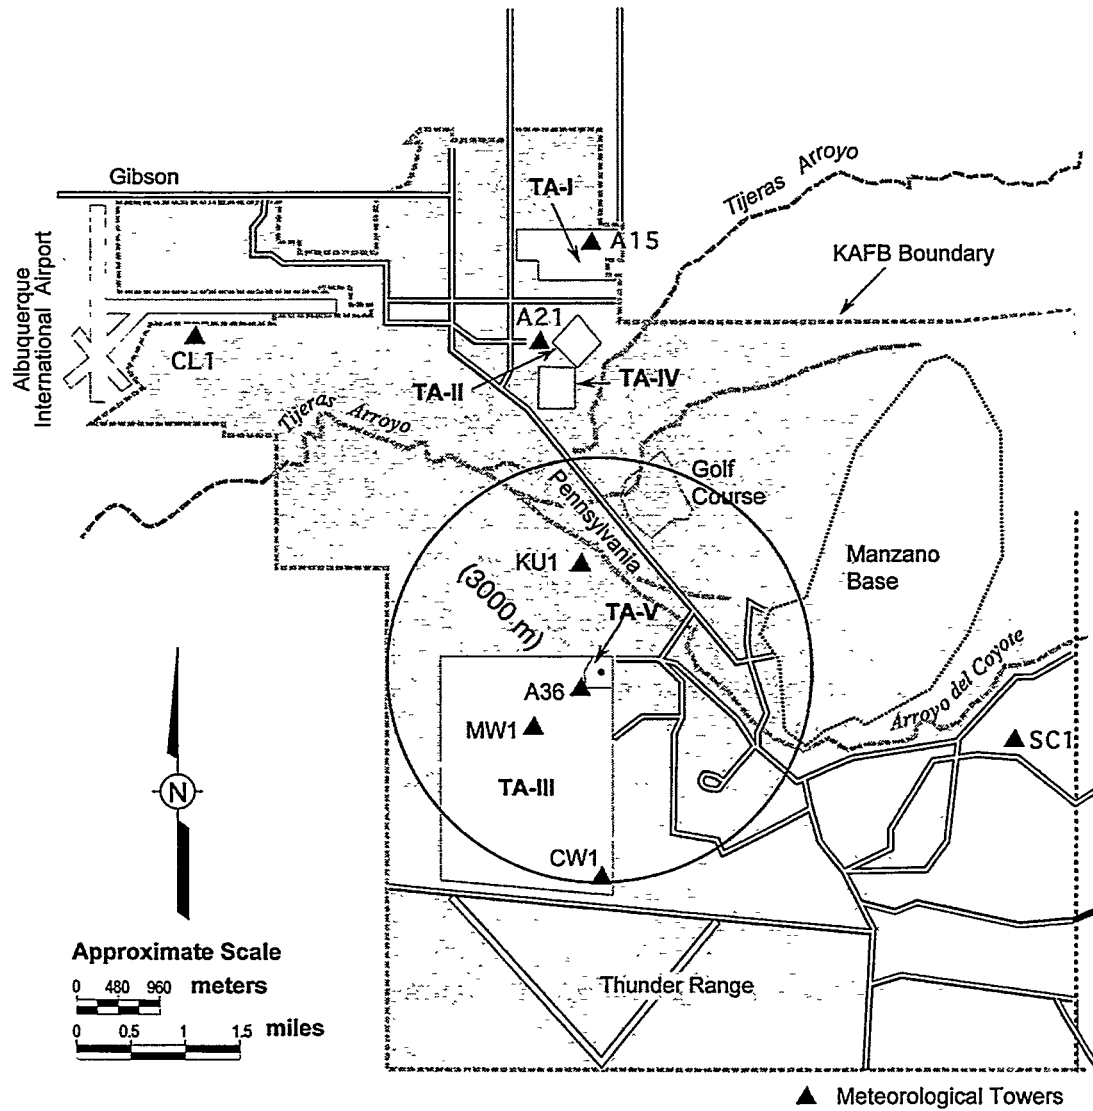 Gibson
TA-I
Tijeras Arroyo
A15
KAFB Boundary
Albuquerque
International Airport
A21
CL1
TA-II
TA-IV
Tijeras Arroyo
Golf
Course
Pennsylvania
KU1
(3000 m)
Manzano
Base
TA-V
A36
MW1
Arroyo del Coyote
SC1
TA-III
N
CW1
Approximate Scale
0 480 960 meters
0 0.5 1 1.5 miles
Thunder Range
Meteorological Towers